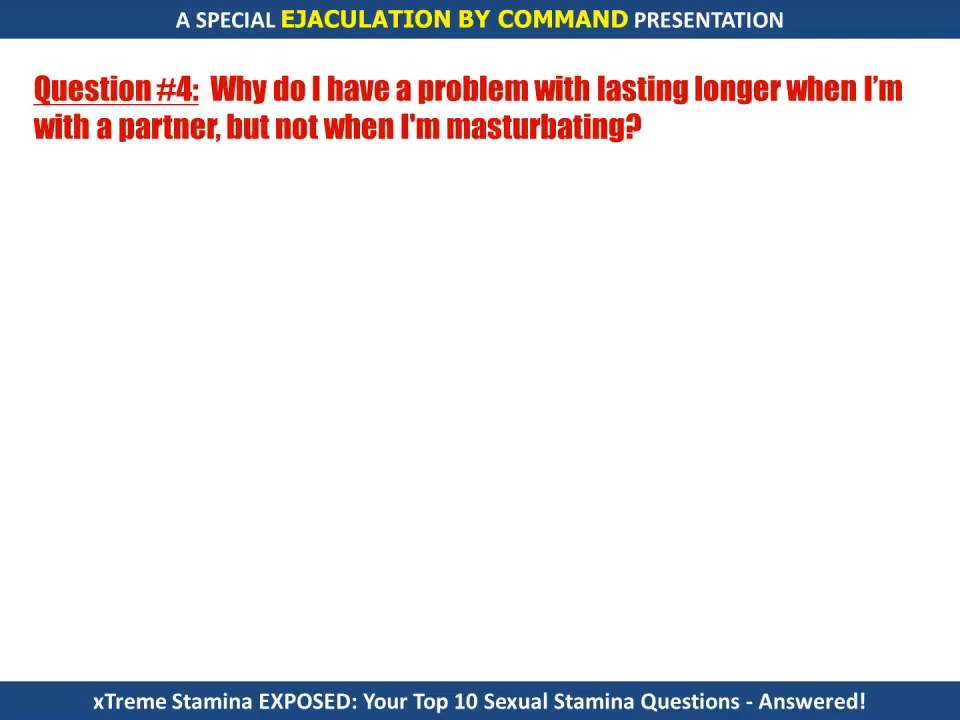 A SPECIAL EJACULATION BY COMMAND PRESENTATION
Question #4: Why do I have a problem with lasting longer when I’m
with a partner, but not when I'm masturbating?
xTreme Stamina EXPOSED: Your Top 10 Sexual Stamina Questions - Answered!